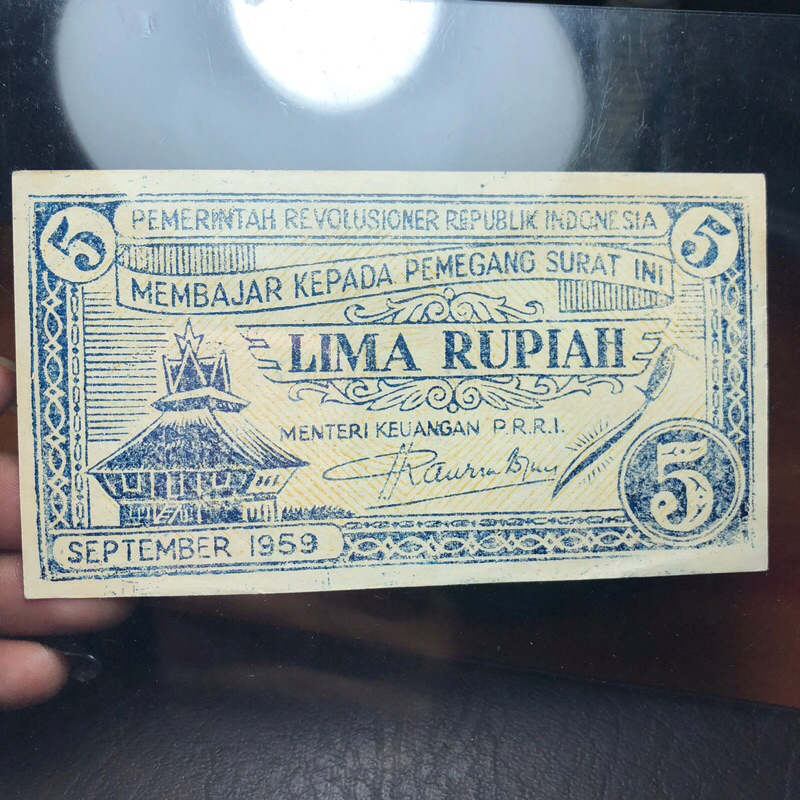 5 PEMERINTAH REVOLUSIONER REPUBLIK INDONESIA 5
MEMBAJAR KEPADA PEMEGANG SURAT INI
LIMA RUPIAH
MENTERI KEUANGAN P.R.R.I.
5
SEPTEMBER 1959